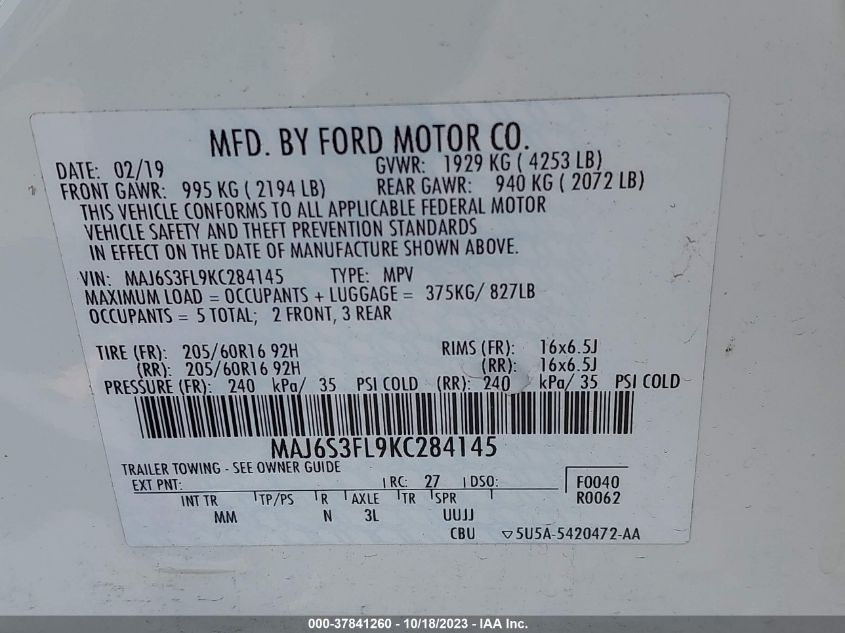 MFD. BY FORD MOTOR CO.
DATE: 02/19 GVWR: 1929 KG ( 4253 LB)
FRONT GAWR: 995 KG ( 2194 LB) REAR GAWR: 940 KG ( 2072 LB)
THIS VEHICLE CONFORMS TO ALL APPLICABLE FEDERAL MOTOR
VEHICLE SAFETY AND THEFT PREVENTION STANDARDS
IN EFFECT ON THE DATE OF MANUFACTURE SHOWN ABOVE.
VIN: MAJ6S3FL9KC284145 TYPE: MPV
MAXIMUM LOAD = OCCUPANTS + LUGGAGE = 375KG/ 827LB
OCCUPANTS = 5 TOTAL; 2 FRONT, 3 REAR
TIRE (FR): 205/60R16 92H RIMS (FR): 16x6.5J
(RR): 205/60R16 92H (RR): 16x6.5J
PRESSURE (FR): 240 kPa/ 35 PSI COLD (RR): 240 kPa/ 35 PSI COLD
MAJ6S3FL9KC284145
TRAILER TOWING - SEE OWNER GUIDE
EXT PNT: RC: 27 DSO: F0040
INT TR TP/PS R AXLE TR SPR R0062
MM N 3L UUJJ
CBU ▽5U5A-5420472-AA
000-37841260 - 10/18/2023 - IAA Inc.